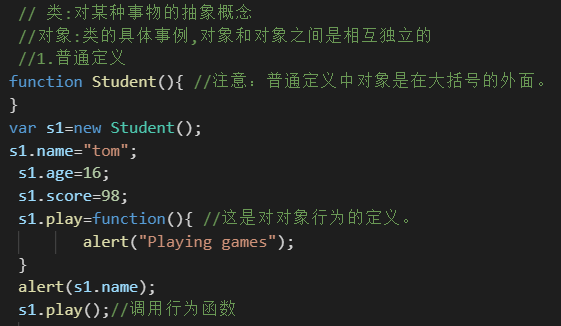 // 类:对某种事物的抽象概念
//对象:类的具体事例,对象和对象之间是相互独立的
//1.普通定义
function Student(){ //注意：普通定义中对象是在大括号的外面。
}
var s1=new Student();
s1.name="tom";
s1.age=16;
s1.score=98;
s1.play=function(){ //这是对对象行为的定义。
alert("Playing games");
}
alert(s1.name);
s1.play();//调用行为函数